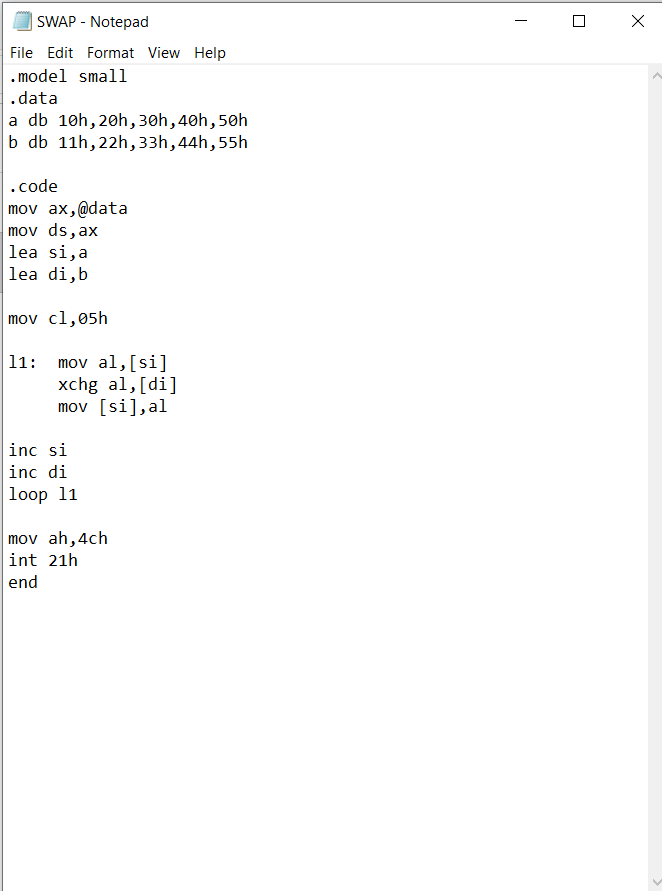 SWAP - Notepad
File Edit Format View Help
.model small
.data
a db 10h,20h,30h,40h,50h
b db 11h,22h,33h,44h,55h
.code
mov ax,@data
mov ds,ax
lea si,a
lea di,b
mov cl,05h
l1:  mov al,[si]
     xchg al,[di]
     mov [si],al
inc si
inc di
loop l1
mov ah,4ch
int 21h
end